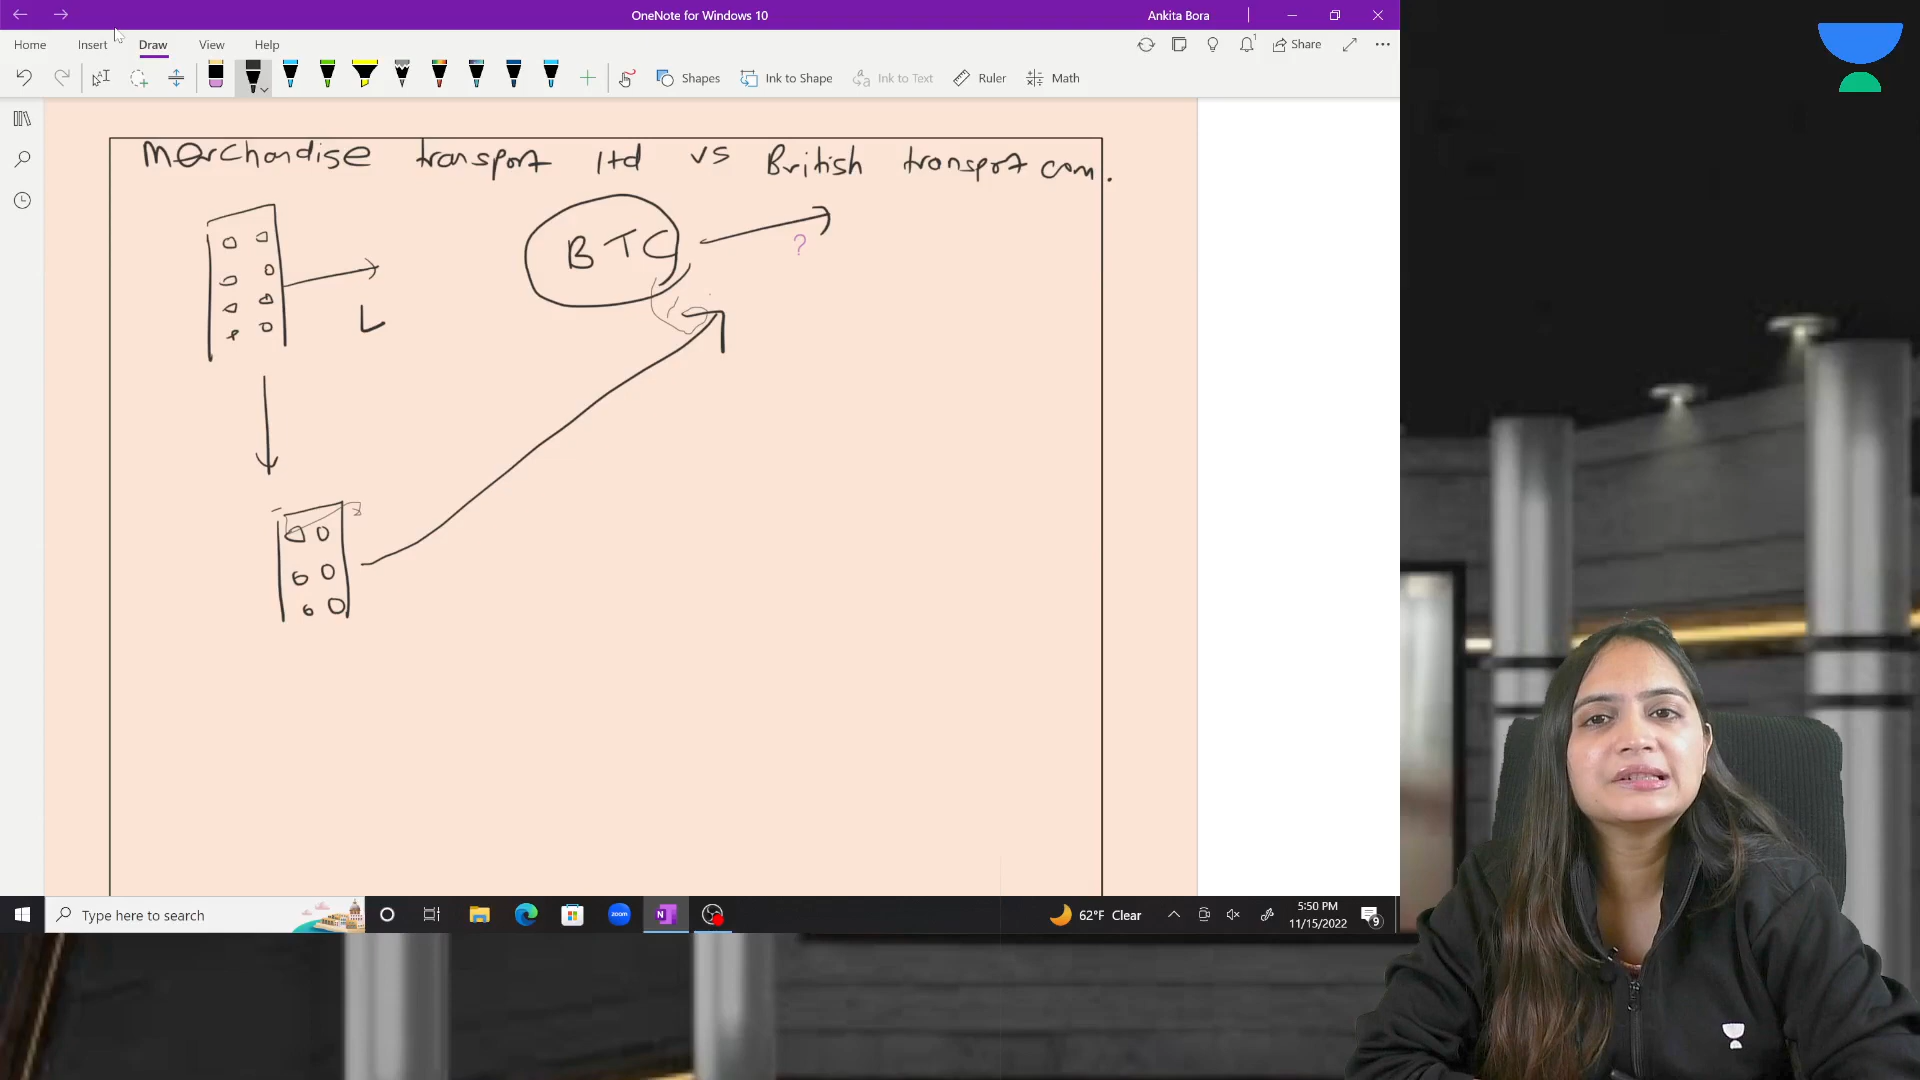 OneNote for Windows 10
Ankita Bora
Home Insert Draw View Help
Share
Shapes Ink to Shape Ink to Text Ruler Math
Merchandise transport ltd vs British transport com.
BTC
?
L
Type here to search
zoom
N
62°F Clear
5:50 PM
11/15/2022
9